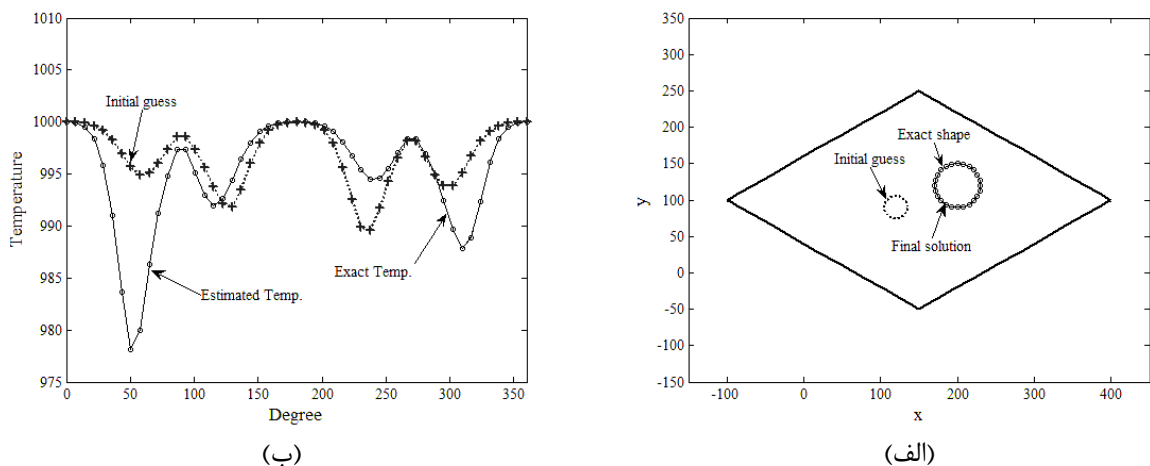 1010
1005
1000
995
990
985
980
975
0
50
100
150
200
250
300
350
Temperature
Degree
Initial guess
Exact Temp.
Estimated Temp.
(ب)
350
300
250
200
150
100
50
0
-50
-100
-150
-100
0
100
200
300
400
y
x
Exact shape
Initial guess
Final solution
(الف)